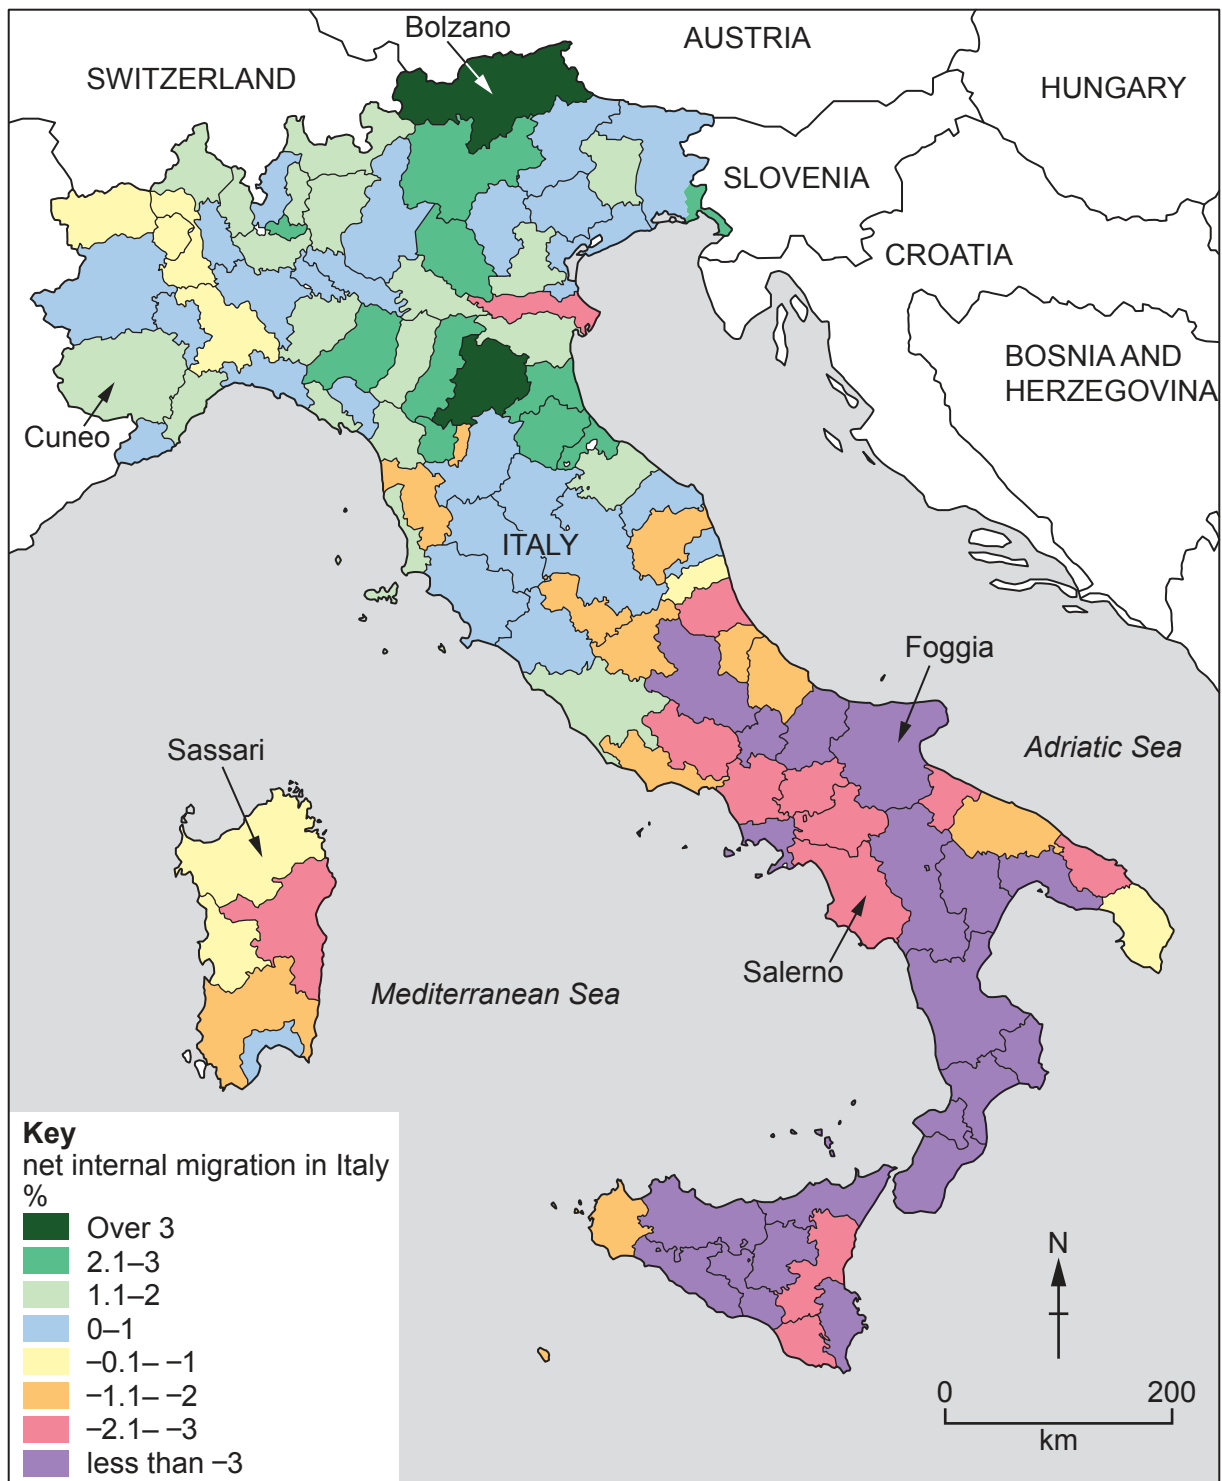 Bolzano
AUSTRIA
SWITZERLAND
HUNGARY
SLOVENIA
CROATIA
BOSNIA AND
HERZEGOVINA
Cuneo
ITALY
Foggia
Adriatic Sea
Sassari
Salerno
Mediterranean Sea
Key
net internal migration in Italy
%
Over 3
2.1–3
1.1–2
0–1
−0.1– −1
−1.1– −2
−2.1– −3
less than −3
N
0 200
km